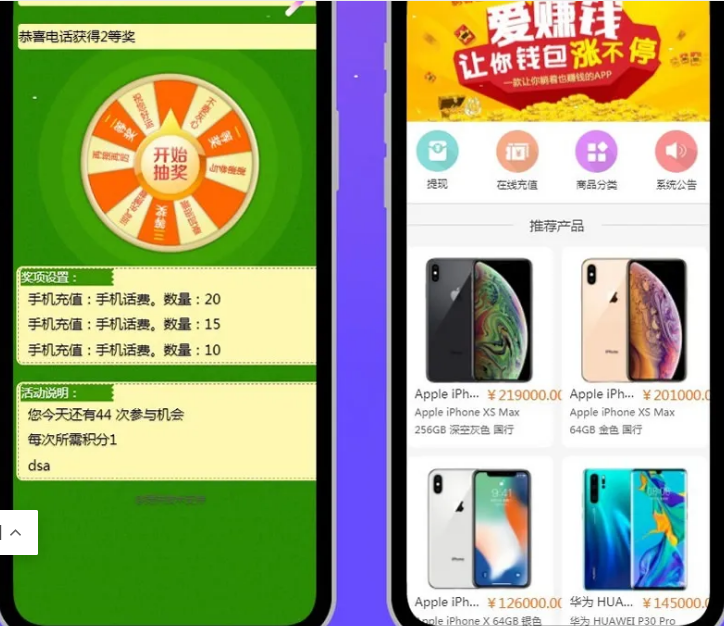 恭喜电话获得2等奖
开始
抽奖
一等奖
二等奖
三等奖
奖项设置：
手机充值：手机话费。数量：20
手机充值：手机话费。数量：15
手机充值：手机话费。数量：10
活动说明：
您今天还有44 次参与机会
每次所需积分1
dsa
爱赚钱
让你钱包涨不停
一款让你躺着也赚钱的APP
提现
在线充值
商品分类
系统公告
推荐产品
Apple iPh... ￥219000.00
Apple iPhone XS Max
256GB 深空灰色 国行
Apple iPh... ￥201000.0
Apple iPhone XS Max
64GB 金色 国行
9:41
08:08
Apple iPh... ￥126000.00
Apple iPhone X 64GB 银色
华为 HUA... ￥145000.0
华为 HUAWEI P30 Pro